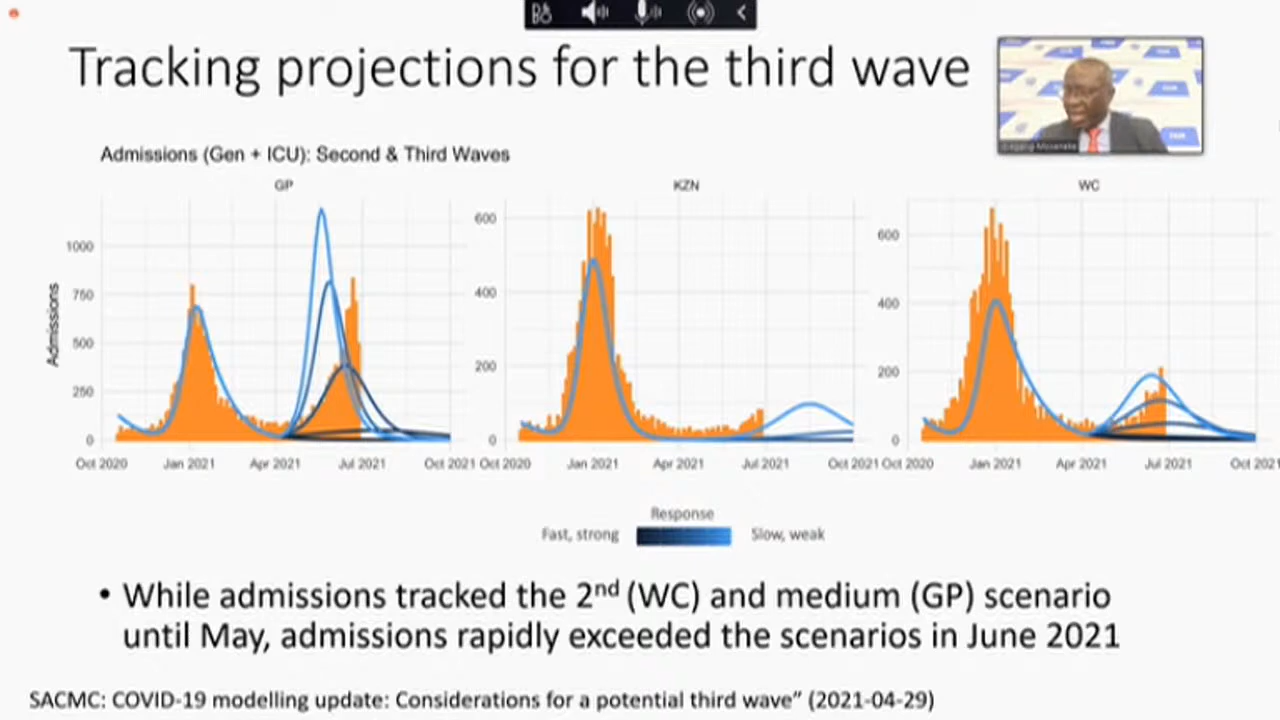 Tracking projections for the third wave
Admissions (Gen + ICU): Second & Third Waves
GP
KZN
WC
Admissions
1000
750
500
250
0
600
400
200
0
600
400
200
0
Oct 2020
Jan 2021
Apr 2021
Jul 2021
Oct 2021
Oct 2020
Jan 2021
Apr 2021
Jul 2021
Oct 2021
Oct 2020
Jan 2021
Apr 2021
Jul 2021
Oct 2021
Response
Fast, strong
Slow, weak
• While admissions tracked the 2nd (WC) and medium (GP) scenario
until May, admissions rapidly exceeded the scenarios in June 2021
SACMC: COVID-19 modelling update: Considerations for a potential third wave” (2021-04-29)